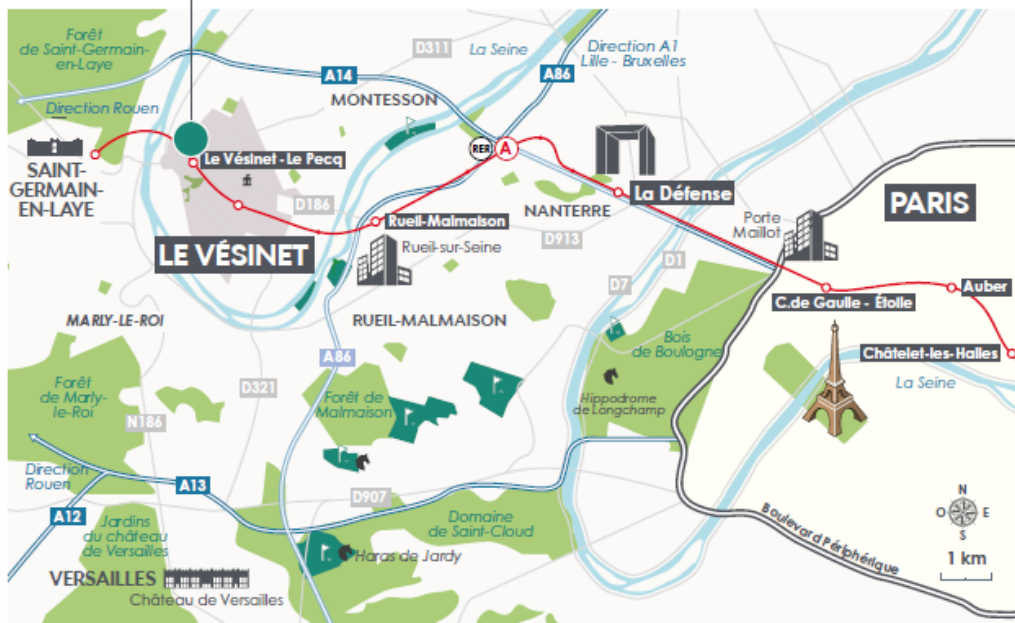 Forêt
de Saint-Germain-
en-Laye
D311
La Seine
Direction A1
Lille - Bruxelles
A14
A86
MONTESSON
Direction Rouen
SAINT-
GERMAIN-
EN-LAYE
Le Vésinet - Le Pecq
RER A
D186
NANTERRE
La Défense
PARIS
Porte
Maillot
Rueil-Malmaison
LE VÉSINET
Rueil-sur-Seine
D913
D1
D7
Auber
C.de Gaulle - Étoile
MARLY-LE-ROI
RUEIL-MALMAISON
Bois
de Boulogne
Châtelet-les-Halles
A86
La Seine
Forêt
de Marly-
le-Roi
D321
Forêt de
Malmaison
Hippodrome
de Longchamp
N186
Direction
Rouen
A13
D907
A12
Jardins
du château
de Versailles
Domaine
de Saint-Cloud
Boulevard Périphérique
N
O E
S
1 km
Haras de Jardy
VERSAILLES
Château de Versailles